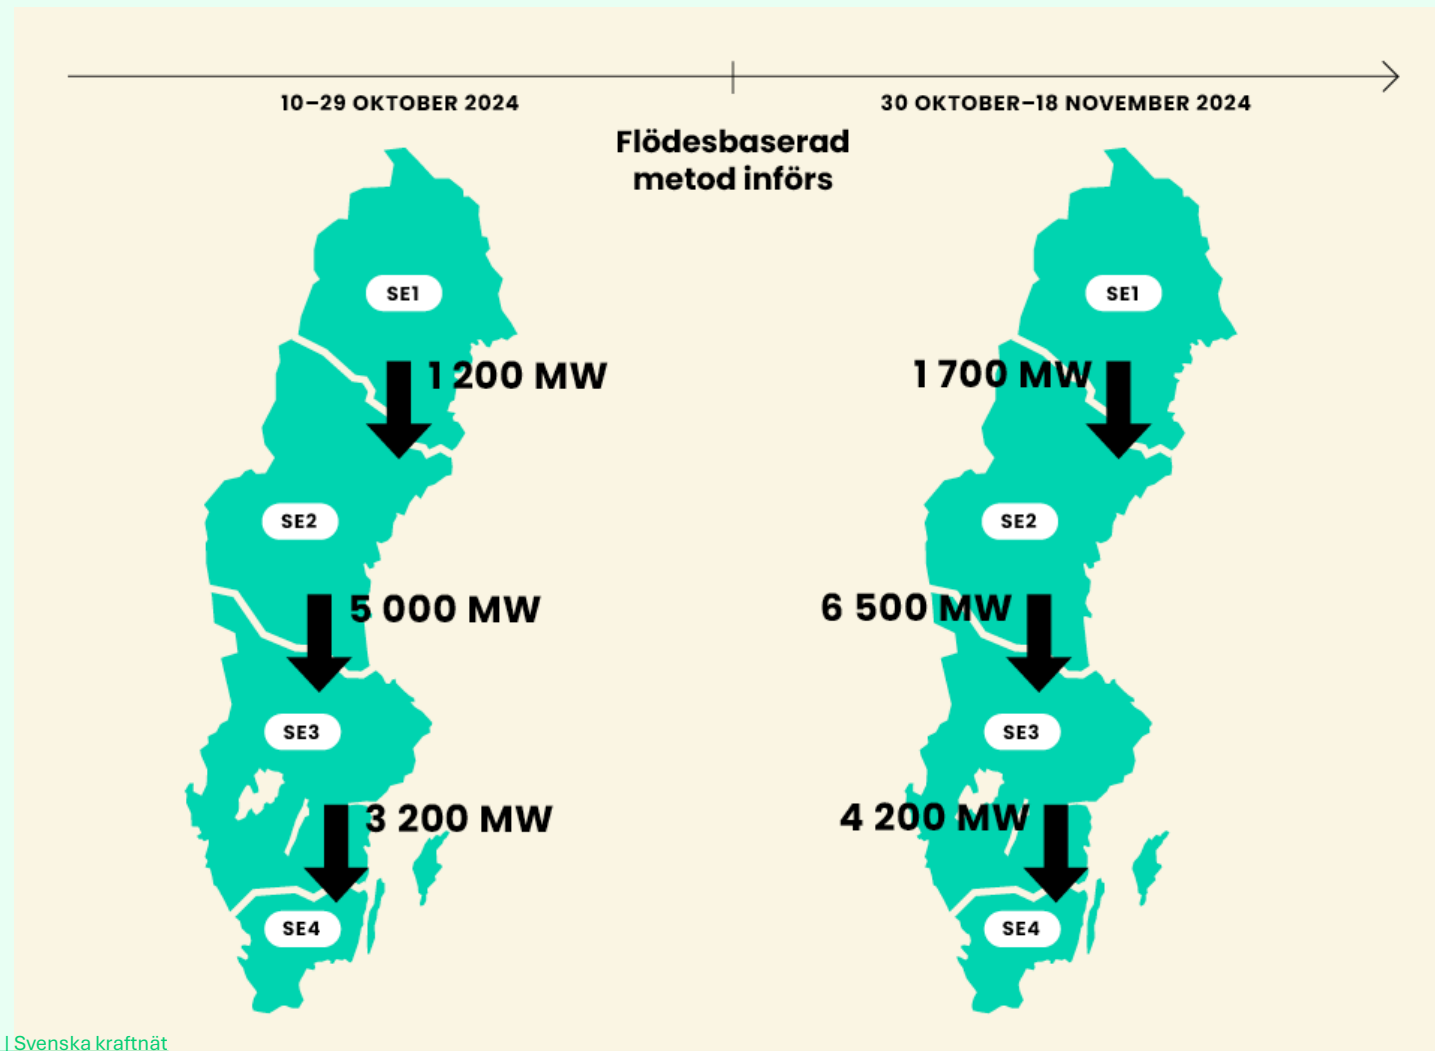 10–29 OKTOBER 2024
30 OKTOBER–18 NOVEMBER 2024
Flödesbaserad
metod införs
SE1
1 200 MW
SE2
5 000 MW
SE3
3 200 MW
SE4
SE1
1 700 MW
SE2
6 500 MW
SE3
4 200 MW
SE4
| Svenska kraftnät